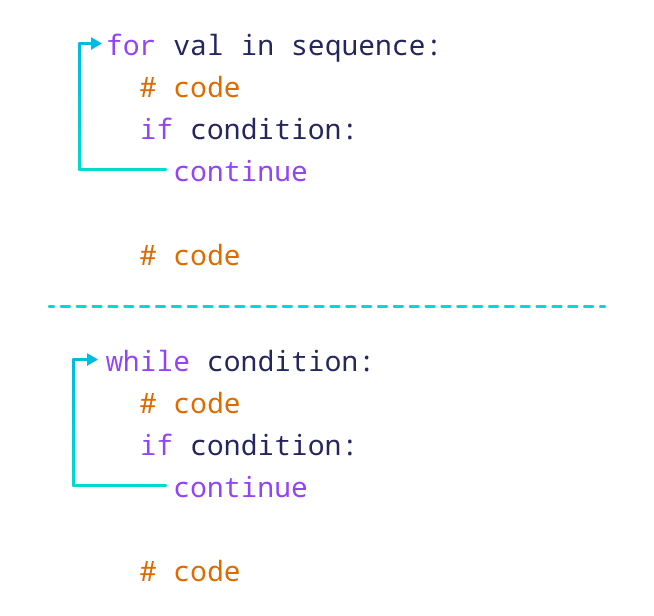 for val in sequence:
# code
if condition:
continue
# code
while condition:
# code
if condition:
continue
# code